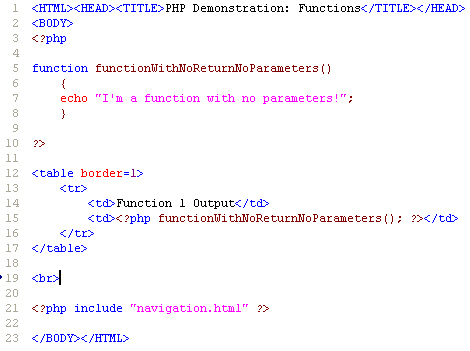 1 <HTML><HEAD><TITLE>PHP Demonstration: Functions</TITLE></HEAD>
2 <BODY>
3 <?php
4
5 function functionWithNoReturnNoParameters()
6 {
7 echo "I'm a function with no parameters!";
8 }
9
10 ?>
11
12 <table border=1>
13 <tr>
14 <td>Function 1 Output</td>
15 <td><?php functionWithNoReturnNoParameters(); ?></td>
16 </tr>
17 </table>
18
19 <br>
20
21 <?php include "navigation.html" ?>
22
23 </BODY></HTML>